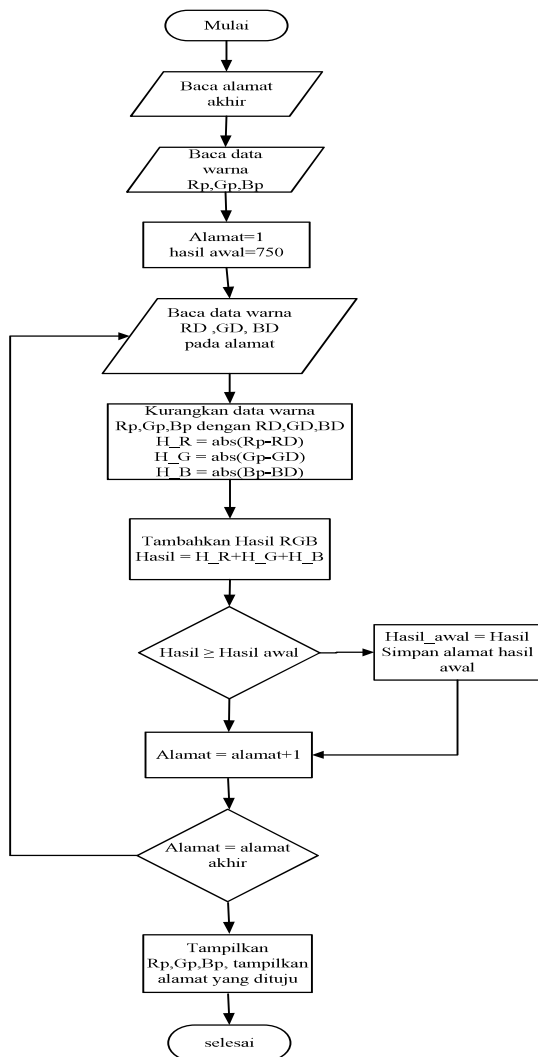 Mulai
Baca alamat
akhir
Baca data
warna
Rp,Gp,Bp
Alamat=1
hasil awal=750
Baca data warna
RD ,GD, BD
pada alamat
Kurangkan data warna
Rp,Gp,Bp dengan RD,GD,BD
H_R = abs(Rp-RD)
H_G = abs(Gp-GD)
H_B = abs(Bp-BD)
Tambahkan Hasil RGB
Hasil = H_R+H_G+H_B
Hasil ≥ Hasil awal
Hasil_awal = Hasil
Simpan alamat hasil
awal
Alamat = alamat+1
Alamat = alamat
akhir
Tampilkan
Rp,Gp,Bp, tampilkan
alamat yang dituju
selesai